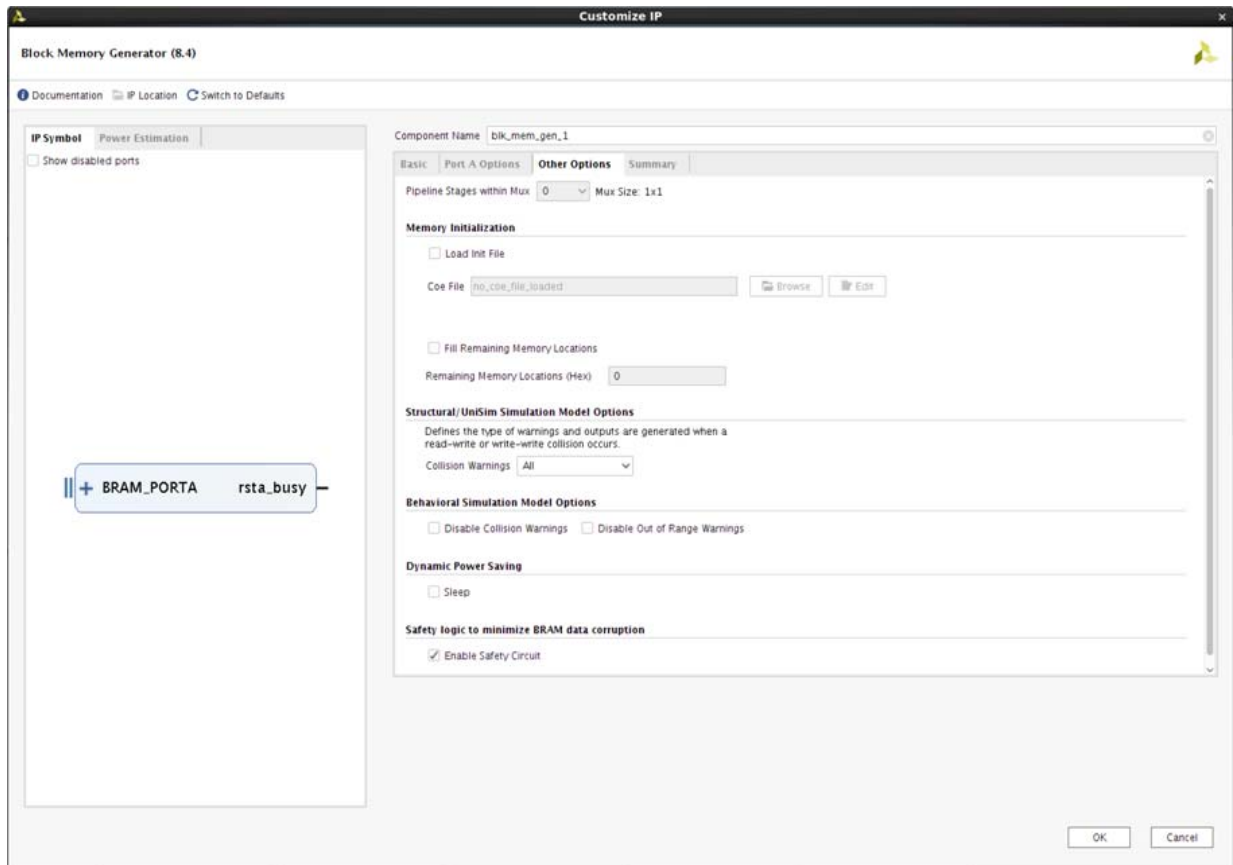 Customize IP
Block Memory Generator (8.4)
Documentation IP Location Switch to Defaults
IP Symbol Power Estimation
Show disabled ports
BRAM_PORTA rsta_busy
Component Name blk_mem_gen_1
Basic Port A Options Other Options Summary
Pipeline Stages within Mux 0 Mux Size: 1x1
Memory Initialization
Load Init File
Coe File no_coe_file_loaded Browse Edit
Fill Remaining Memory Locations
Remaining Memory Locations (Hex) 0
Structural/UniSim Simulation Model Options
Defines the type of warnings and outputs are generated when a
read-write or write-write collision occurs.
Collision Warnings All
Behavioral Simulation Model Options
Disable Collision Warnings Disable Out of Range Warnings
Dynamic Power Saving
Sleep
Safety logic to minimize BRAM data corruption
Enable Safety Circuit
OK Cancel